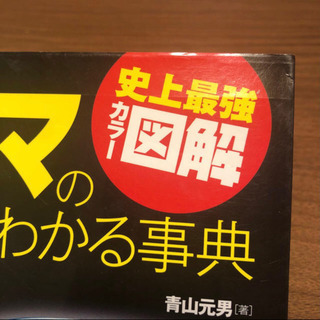 史上最強
カラー
図解
マの
わかる事典
青山元男[著]